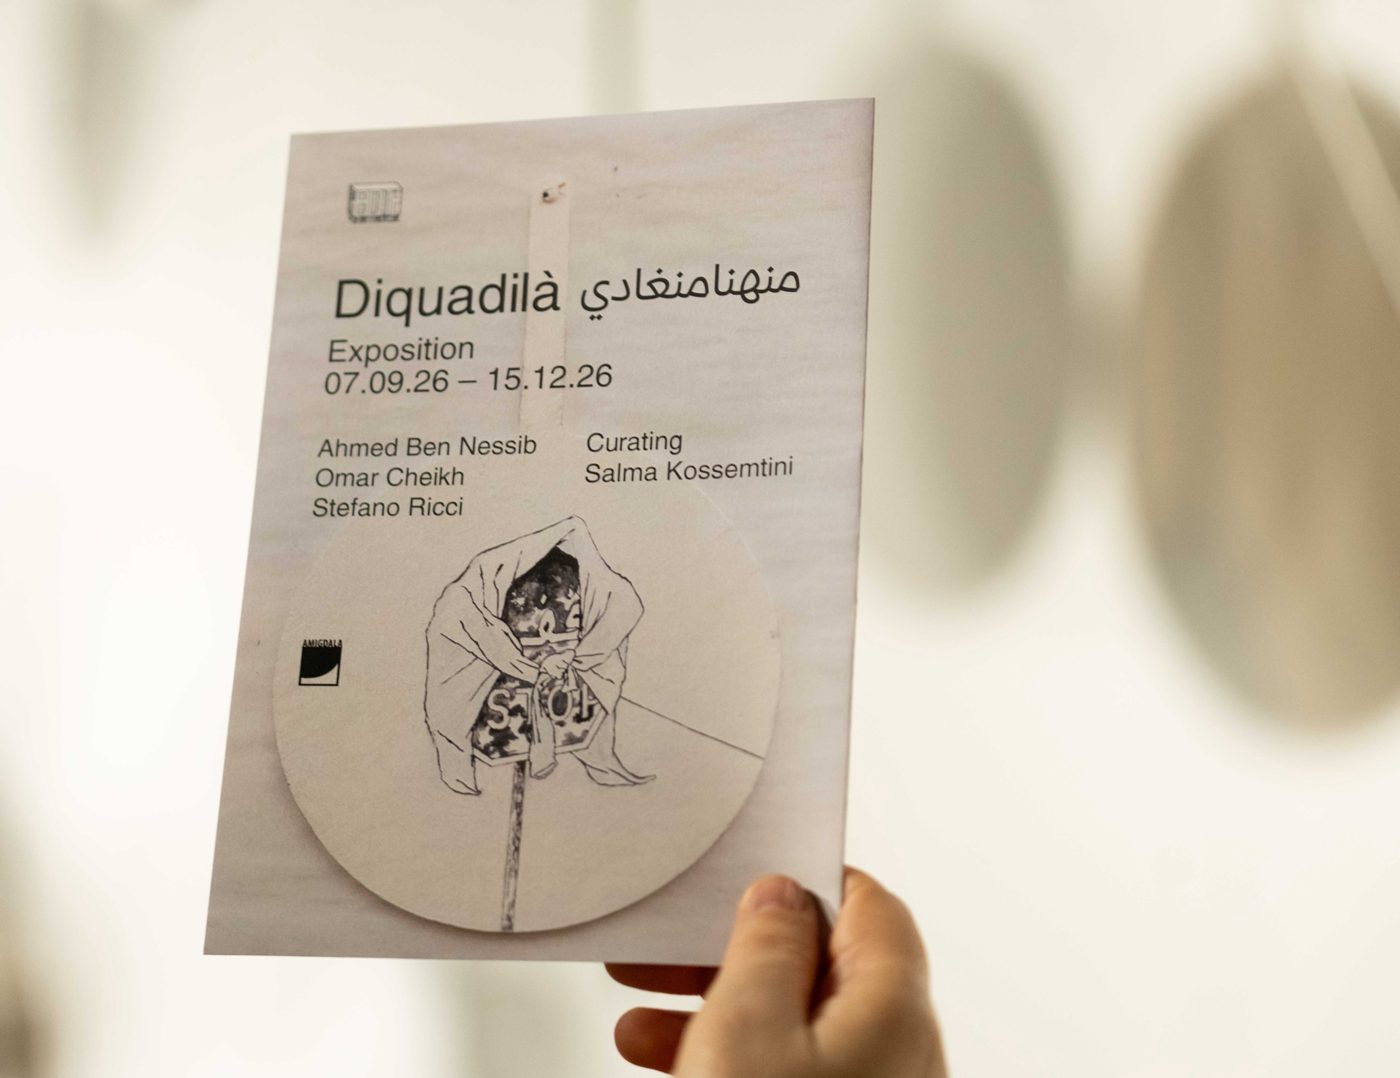 Diquadilà منهنامنغادي
Exposition
07.09.26 – 15.12.26
Ahmed Ben Nessib
Omar Cheikh
Stefano Ricci
Curating
Salma Kossemtini
AMIGDALA
STOP